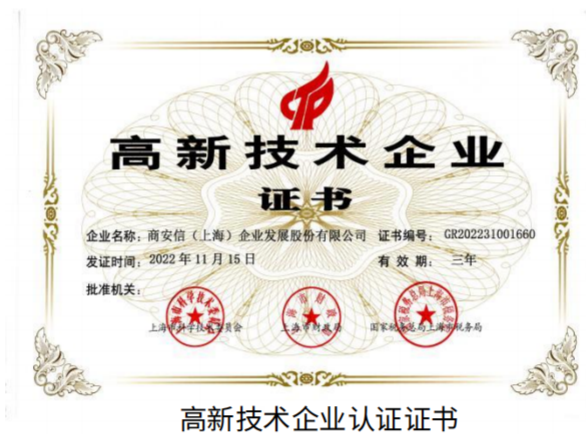 高新技术企业
证书
企业名称：商安信（上海）企业发展股份有限公司 证书编号：GR202231001660
发证时间：2022年11月15日 有效期：三年
批准机关：
上海市科学技术委员会 上海市财政局 国家税务总局上海市税务局
高新技术企业认证证书